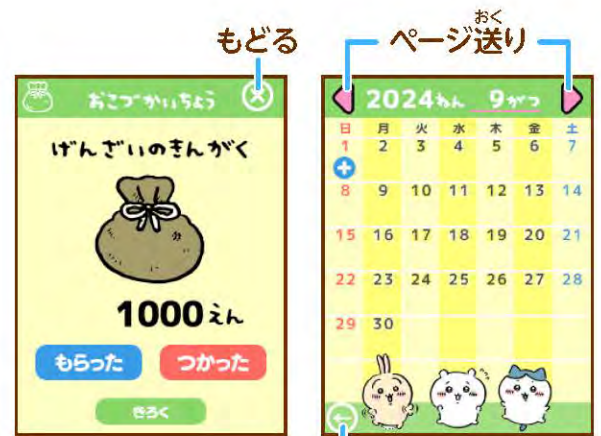 もどる
おく
ページ送り
おこづかいちょう
げんざいのきんがく
1000えん
もらった
つかった
きろく
2024ねん 9がつ
日 月 火 水 木 金 土
1 2 3 4 5 6 7
8 9 10 11 12 13 14
15 16 17 18 19 20 21
22 23 24 25 26 27 28
29 30